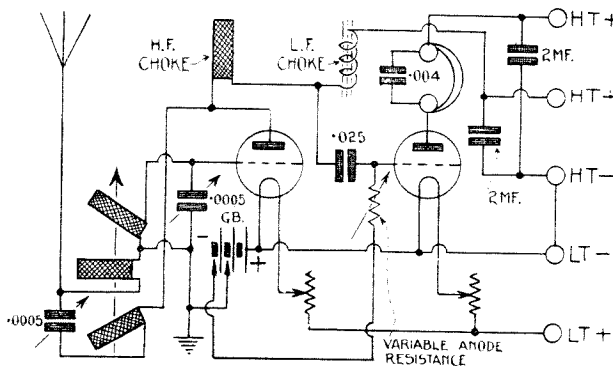 H.F. CHOKE
L.F. CHOKE
HT+
2MF.
.004
HT+
.025
HT-
2MF.
.0005
G.B.
-
+
LT-
.0005
VARIABLE ANODE
RESISTANCE
LT+